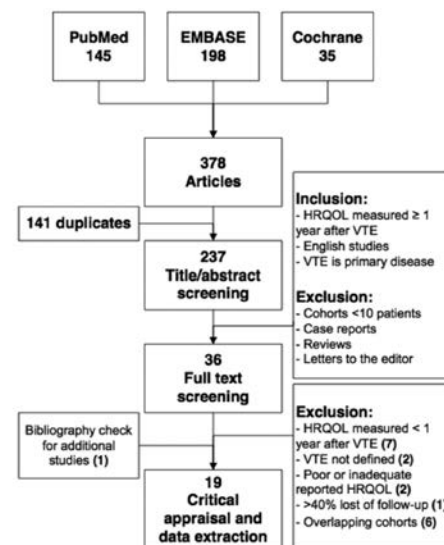 PubMed
145
EMBASE
198
Cochrane
35
378
Articles
141 duplicates
237
Title/abstract
screening
Inclusion:
- HRQOL measured ≥ 1
year after VTE
- English studies
- VTE is primary disease
Exclusion:
- Cohorts <10 patients
- Case reports
- Reviews
- Letters to the editor
36
Full text
screening
Bibliography check
for additional
studies (1)
Exclusion:
- HRQOL measured < 1
year after VTE (7)
- VTE not defined (2)
- Poor or inadequate
reported HRQOL (2)
- >40% lost of follow-up (1)
- Overlapping cohorts (6)
19
Critical
appraisal and
data extraction